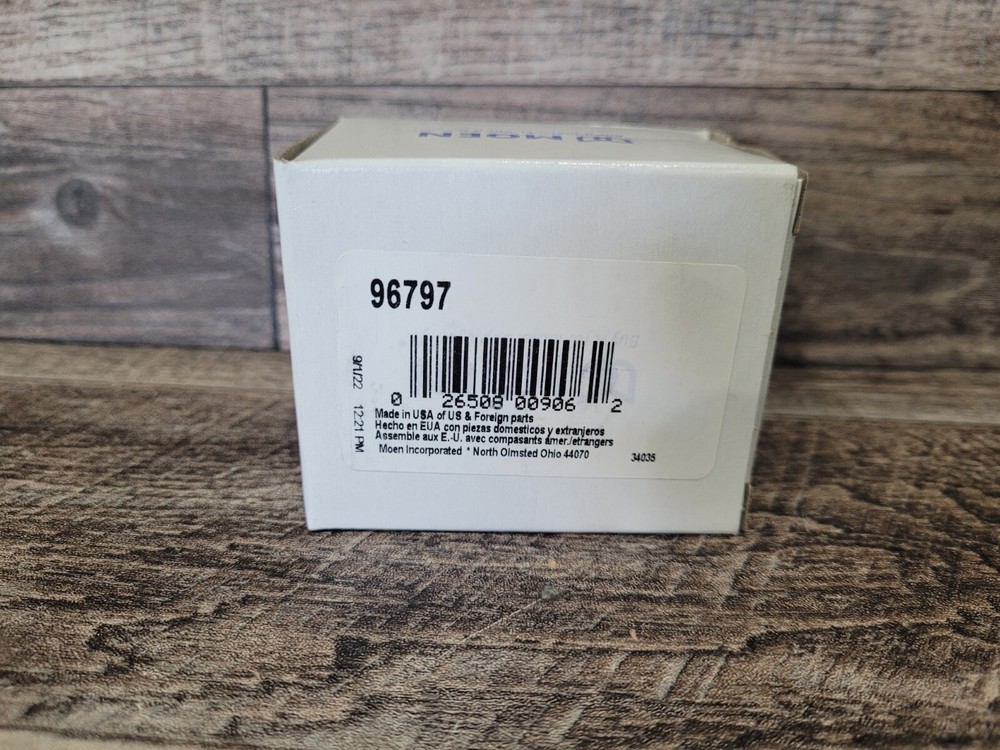 MOEN
96797
0 26508 00906 2
9/1/22 12:21 PM
Made in USA of US & Foreign parts
Hecho en EUA con piezas domesticos y extranjeros
Assemble aux E.-U. avec compasants amer./etrangers
Moen Incorporated * North Olmsted Ohio 44070
34035